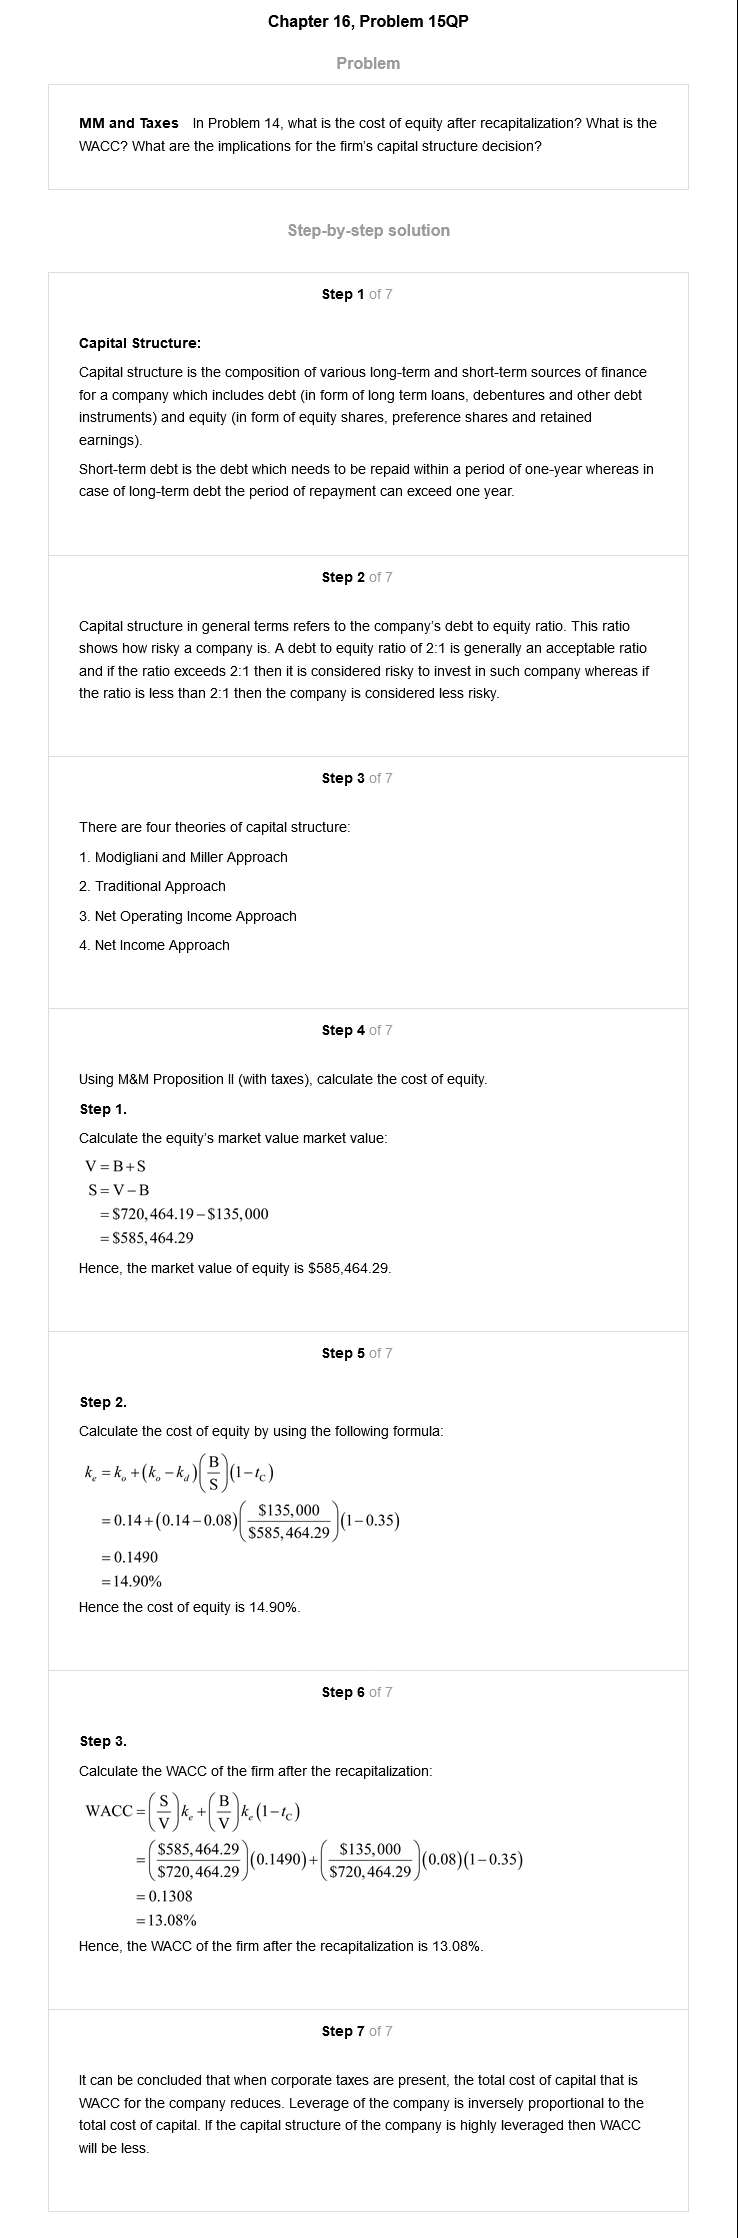 Chapter 16, Problem 15QP
Problem
MM and Taxes In Problem 14, what is the cost of equity after recapitalization? What is the
WACC? What are the implications for the firm's capital structure decision?
Step-by-step solution
Step 1 of 7
Capital Structure:
Capital structure is the composition of various long-term and short-term sources of finance
for a company which includes debt (in form of long term loans, debentures and other debt
instruments) and equity (in form of equity shares, preference shares and retained
earnings).
Short-term debt is the debt which needs to be repaid within a period of one-year whereas in
case of long-term debt the period of repayment can exceed one year.
Step 2 of 7
Capital structure in general terms refers to the company's debt to equity ratio. This ratio
shows how risky a company is. A debt to equity ratio of 2:1 is generally an acceptable ratio
and if the ratio exceeds 2:1 then it is considered risky to invest in such company whereas if
the ratio is less than 2:1 then the company is considered less risky.
Step 3 of 7
There are four theories of capital structure:
1. Modigliani and Miller Approach
2. Traditional Approach
3. Net Operating Income Approach
4. Net Income Approach
Step 4 of 7
Using M&M Proposition II (with taxes), calculate the cost of equity.
Step 1.
Calculate the equity's market value market value:
V = B + S
S = V − B
= $720,464.19 − $135,000
= $585,464.29
Hence, the market value of equity is $585,464.29.
Step 5 of 7
Step 2.
Calculate the cost of equity by using the following formula:
k_e = k_o + (k_o − k_d)(B/S)(1 − t_C)
= 0.14 + (0.14 − 0.08)($135,000/$585,464.29)(1 − 0.35)
= 0.1490
= 14.90%
Hence the cost of equity is 14.90%.
Step 6 of 7
Step 3.
Calculate the WACC of the firm after the recapitalization:
WACC = (S/V)k_e + (B/V)k_e(1 − t_C)
= ($585,464.29/$720,464.29)(0.1490) + ($135,000/$720,464.29)(0.08)(1 − 0.35)
= 0.1308
= 13.08%
Hence, the WACC of the firm after the recapitalization is 13.08%.
Step 7 of 7
It can be concluded that when corporate taxes are present, the total cost of capital that is
WACC for the company reduces. Leverage of the company is inversely proportional to the
total cost of capital. If the capital structure of the company is highly leveraged then WACC
will be less.